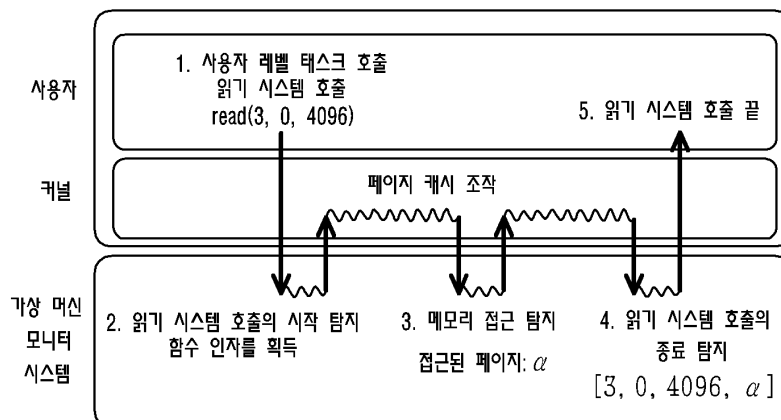 사용자
1. 사용자 레벨 태스크 호출
읽기 시스템 호출
read(3, 0, 4096)
5. 읽기 시스템 호출 끝
커널
페이지 캐시 조작
가상 머신
모니터
시스템
2. 읽기 시스템 호출의 시작 탐지
함수 인자를 획득
3. 메모리 접근 탐지
접근된 페이지: α
4. 읽기 시스템 호출의
종료 탐지
[3, 0, 4096, α]